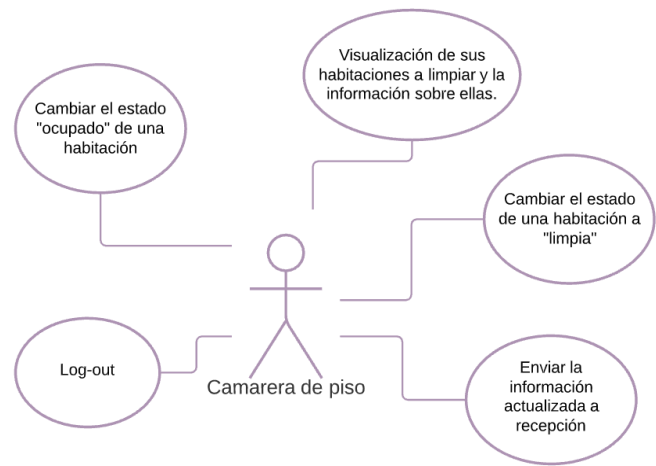 Visualización de sus
habitaciones a limpiar y la
información sobre ellas.
Cambiar el estado
"ocupado" de una
habitación
Cambiar el estado
de una habitación a
"limpia"
Log-out
Camarera de piso
Enviar la
información
actualizada a
recepción